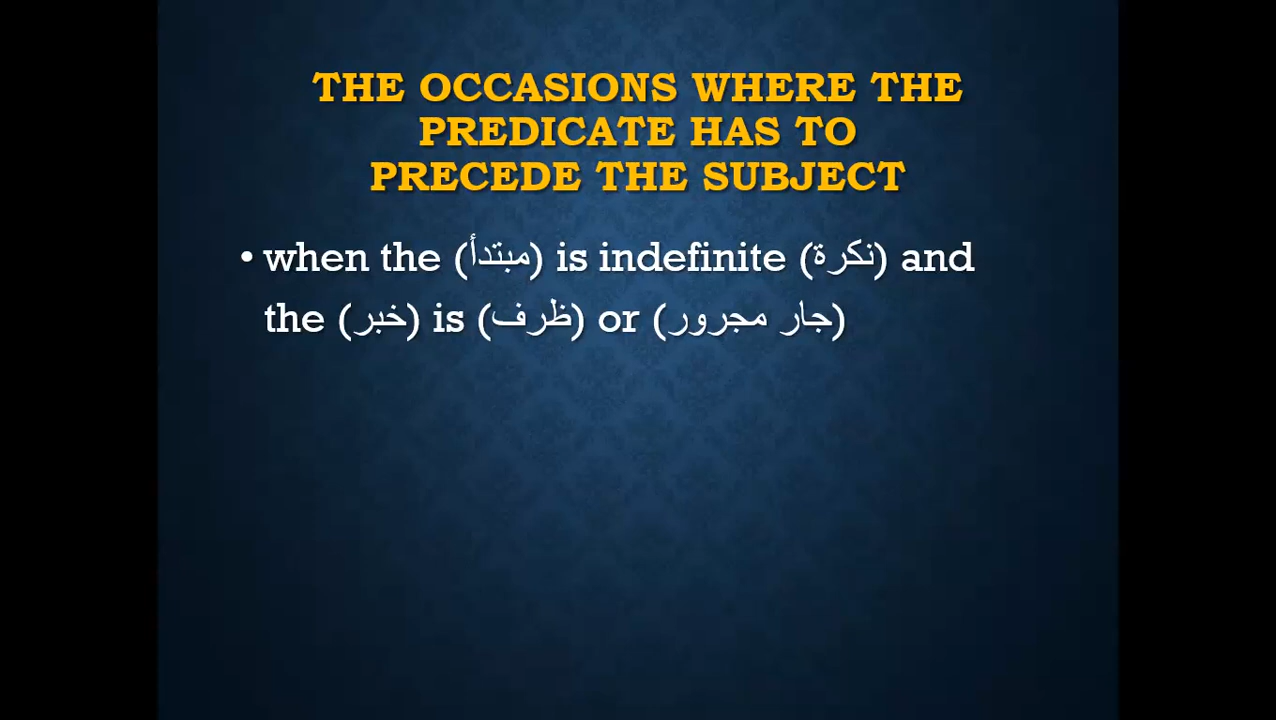 THE OCCASIONS WHERE THE
PREDICATE HAS TO
PRECEDE THE SUBJECT
• when the (مبتدأ) is indefinite (نكرة) and
the (خبر) is (ظرف) or (جار مجرور)